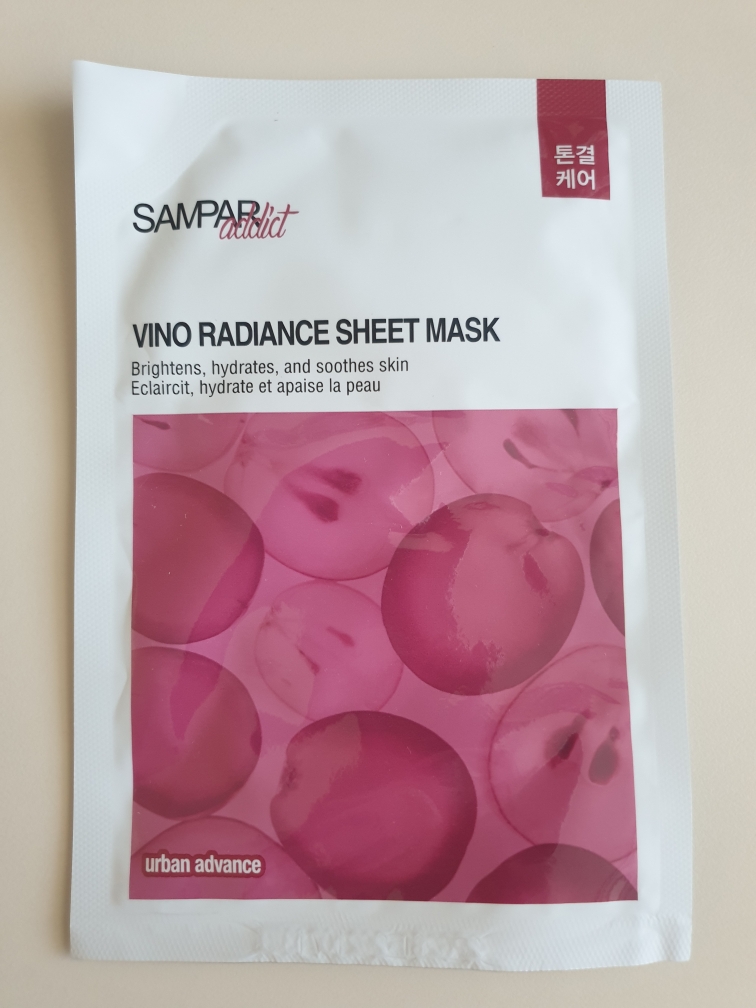 톤결
케어
SAMPAR
addict
VINO RADIANCE SHEET MASK
Brightens, hydrates, and soothes skin
Eclaircit, hydrate et apaise la peau
urban advance